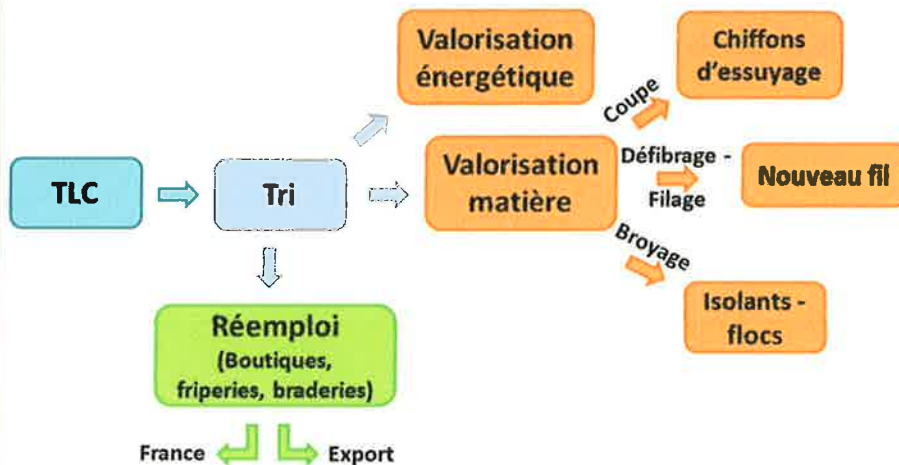 TLC
Tri
Valorisation
énergétique
Valorisation
matière
Coupe
Chiffons
d'essuyage
Défibrage -
Filage
Nouveau fil
Broyage
Isolants -
flocs
Réemploi
(Boutiques,
friperies, braderies)
France
Export